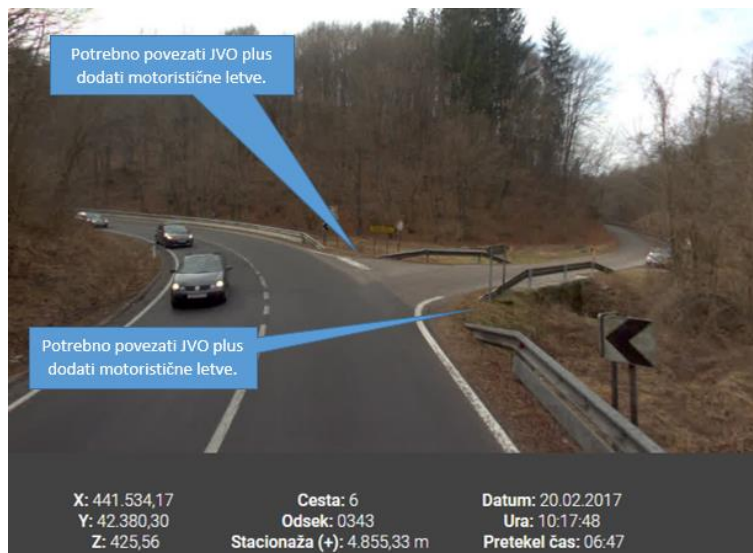 Potrebno povezati JVO plus
dodati motoristične letve.
Potrebno povezati JVO plus
dodati motoristične letve.
X: 441.534,17
Y: 42.380,30
Z: 425,56
Cesta: 6
Odsek: 0343
Stacionaža (+): 4.855,33 m
Datum: 20.02.2017
Ura: 10:17:48
Pretekel čas: 06:47